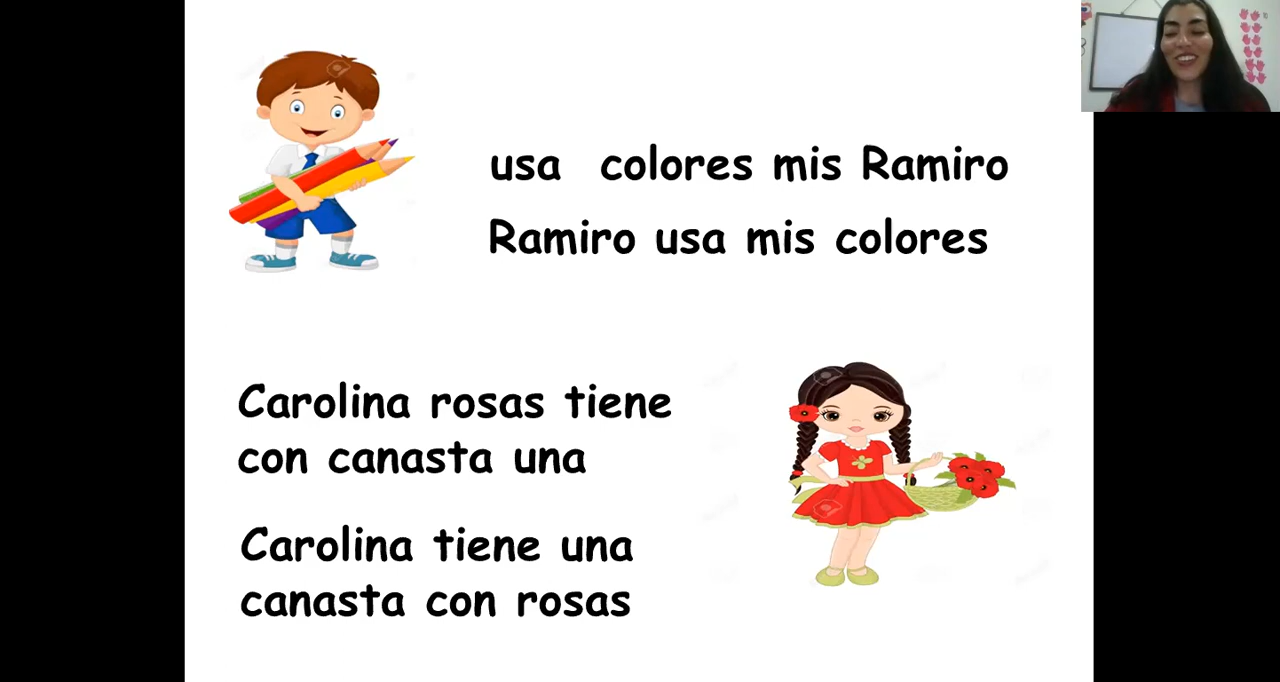 usa colores mis Ramiro
Ramiro usa mis colores
Carolina rosas tiene
con canasta una
Carolina tiene una
canasta con rosas